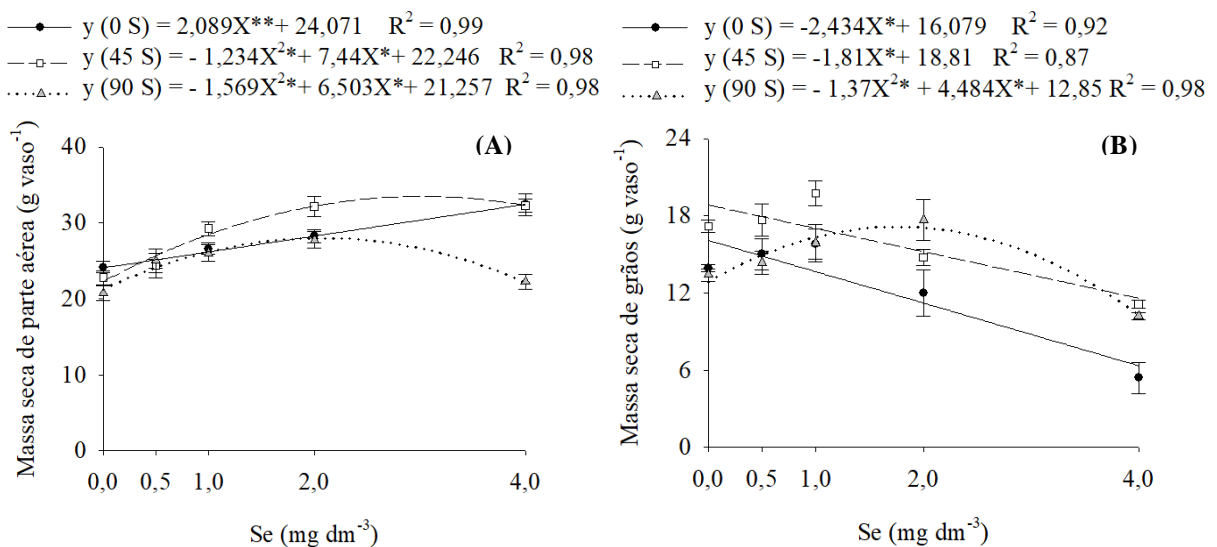 y (0 S) = 2,089X**+ 24,071 R² = 0,99
y (45 S) = - 1,234X²*+ 7,44X*+ 22,246 R² = 0,98
y (90 S) = - 1,569X²*+ 6,503X*+ 21,257 R² = 0,98
(A)
Massa seca de parte aérea (g vaso⁻¹)
40
30
20
10
0
0,0 0,5 1,0 2,0 4,0
Se (mg dm⁻³)
y (0 S) = -2,434X*+ 16,079 R² = 0,92
y (45 S) = -1,81X*+ 18,81 R² = 0,87
y (90 S) = - 1,37X²* + 4,484X*+ 12,85 R² = 0,98
(B)
Massa seca de grãos (g vaso⁻¹)
24
18
12
6
0
0,0 0,5 1,0 2,0 4,0
Se (mg dm⁻³)